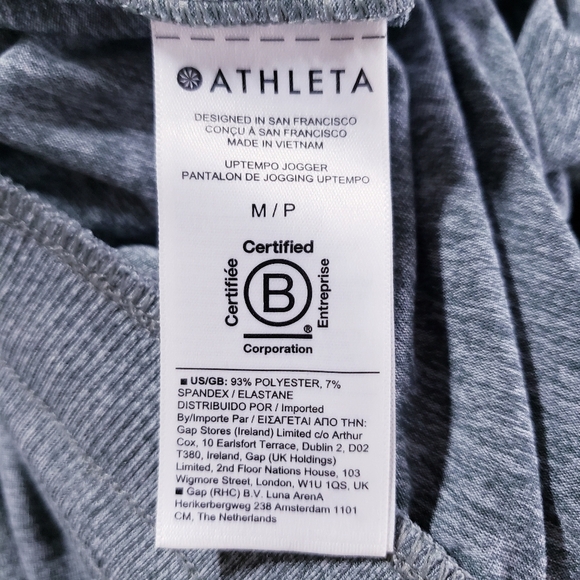 ATHLETA
DESIGNED IN SAN FRANCISCO
CONÇU À SAN FRANCISCO
MADE IN VIETNAM
UPTEMPO JOGGER
PANTALON DE JOGGING UPTEMPO
M / P
Certified
Certifiée
B
Entreprise
®
Corporation
■ US/GB: 93% POLYESTER, 7%
SPANDEX / ELASTANE
DISTRIBUIDO POR / Imported
By/Importe Par / ΕΙΣΑΓΕΤΑΙ ΑΠΟ ΤΗΝ:
Gap Stores (Ireland) Limited c/o Arthur
Cox, 10 Earlsfort Terrace, Dublin 2, D02
T380, Ireland, Gap (UK Holdings)
Limited, 2nd Floor Nations House, 103
Wigmore Street, London, W1U 1QS, UK
■ Gap (RHC) B.V. Luna ArenA
Herikerbergweg 238 Amsterdam 1101
CM, The Netherlands